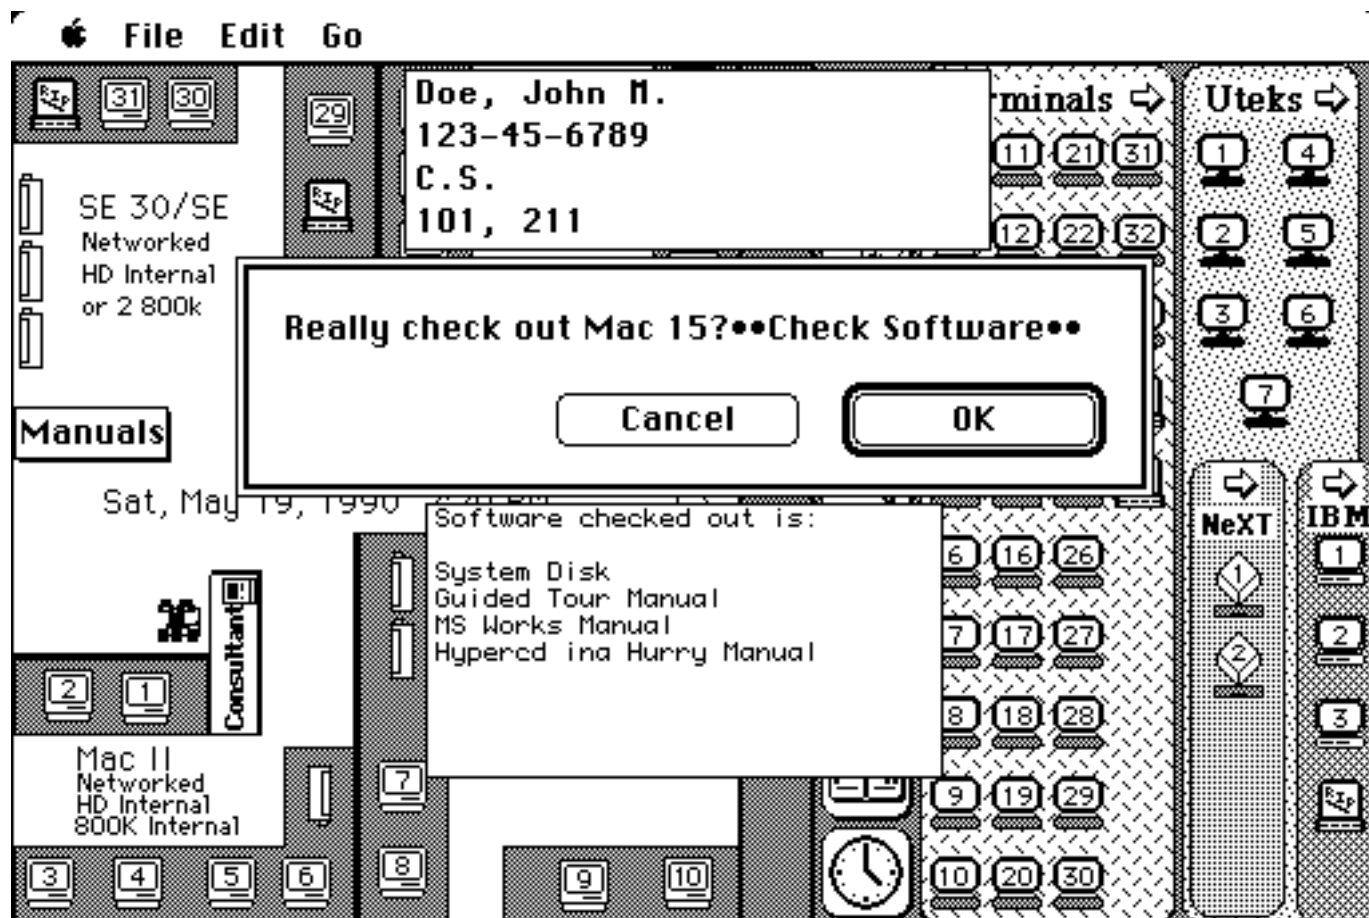 File Edit Go
Doe, John M.
123-45-6789
C.S.
101, 211
31 30
29
SE 30/SE
Networked
HD Internal
or 2 800k
Manuals
Really check out Mac 15?••Check Software••
Cancel OK
Sat, May 19, 1990
Software checked out is:
System Disk
Guided Tour Manual
MS Works Manual
Hypercd ina Hurry Manual
Consultant
2 1
Mac II
Networked
HD Internal
800K Internal
3 4 5 6
7
8
9 10
11 21 31
12 22 32
6 16 26
7 17 27
8 18 28
9 19 29
10 20 30
Uteks
1 4
2 5
3 6
7
NeXT
1
2
IBM
1
2
3
RIP
RIP
RIP